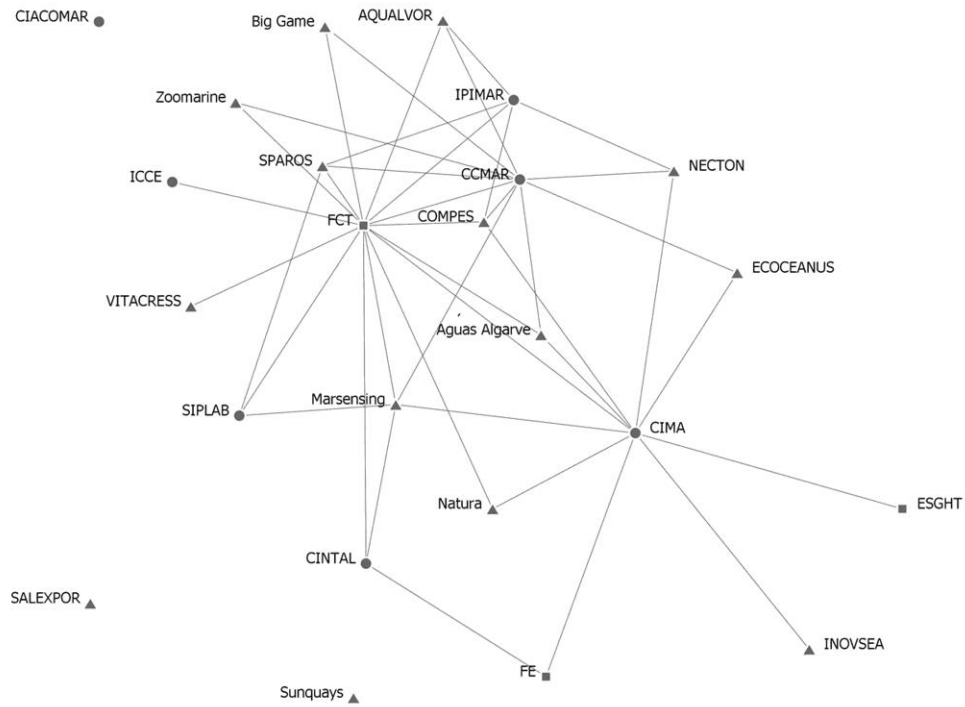 CIACOMAR
Big Game
AQUALVOR
Zoomarine
IPIMAR
SPAROS
ICCE
CCMAR
NECTON
FCT
COMPES
ECOCEANUS
VITACRESS
Aguas Algarve
Marsensing
SIPLAB
CIMA
Natura
ESGHT
CINTAL
SALEXPOR
INOVSEA
FE
Sunquays